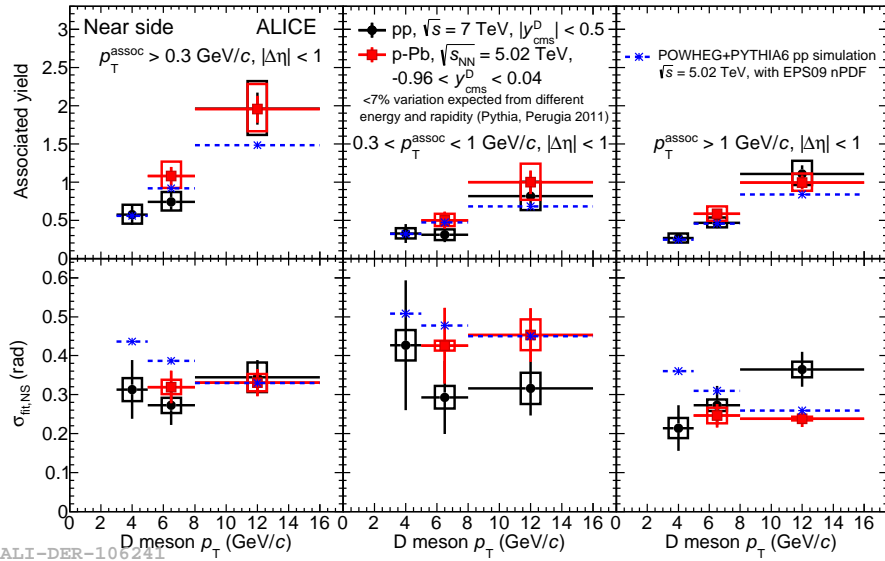 Near side ALICE
p_T^assoc > 0.3 GeV/c, |Δη| < 1
pp, √s = 7 TeV, |y^D_cms| < 0.5
p-Pb, √s_NN = 5.02 TeV,
-0.96 < y^D_cms < 0.04
<7% variation expected from different
energy and rapidity (Pythia, Perugia 2011)
0.3 < p_T^assoc < 1 GeV/c, |Δη| < 1
POWHEG+PYTHIA6 pp simulation
√s = 5.02 TeV, with EPS09 nPDF
p_T^assoc > 1 GeV/c, |Δη| < 1
Associated yield
3
2.5
2
1.5
1
0.5
0
σ_fit,NS (rad)
0.6
0.5
0.4
0.3
0.2
0.1
0
0 2 4 6 8 10 12 14 16
0 2 4 6 8 10 12 14 16
0 2 4 6 8 10 12 14 16
D meson p_T (GeV/c)
D meson p_T (GeV/c)
D meson p_T (GeV/c)
ALI-DER-106241